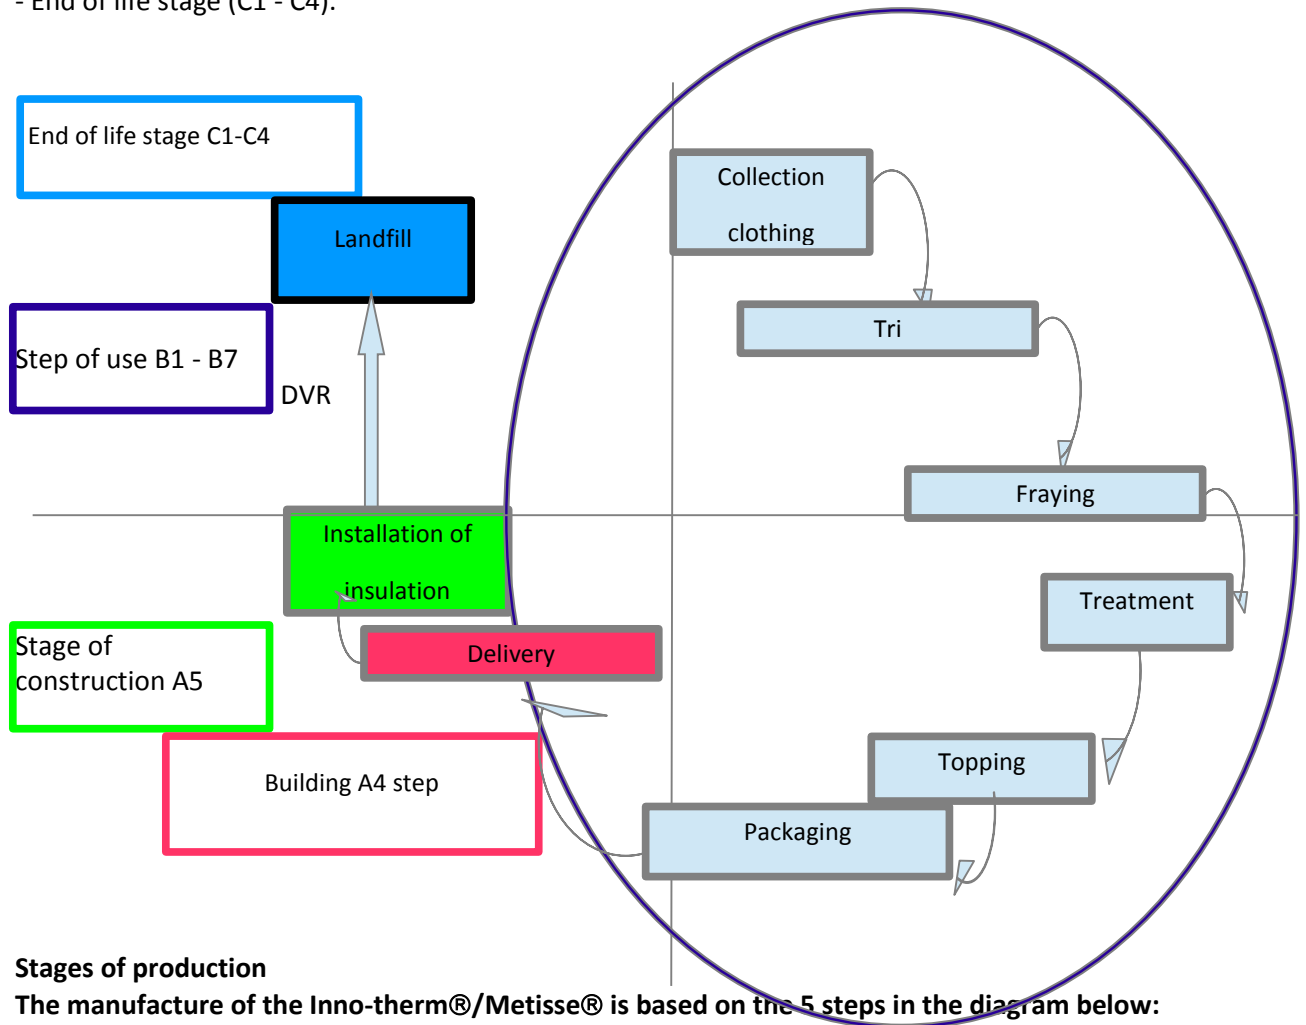 - End of life stage (C1 - C4).
End of life stage C1-C4
Landfill
Step of use B1 - B7
DVR
Installation of
insulation
Stage of
construction A5
Delivery
Building A4 step
Collection
clothing
Tri
Fraying
Treatment
Topping
Packaging
Stages of production
The manufacture of the Inno-therm®/Metisse® is based on the 5 steps in the diagram below: